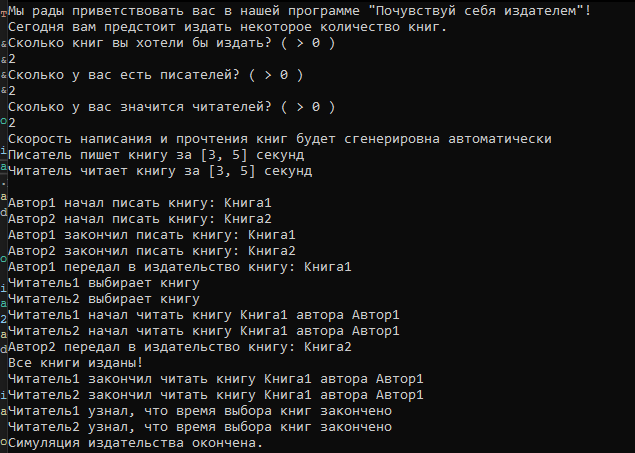 Мы рады приветствовать вас в нашей программе "Почувствуй себя издателем"!
Сегодня вам предстоит издать некоторое количество книг.
Сколько книг вы хотели бы издать? ( > 0 )
2
Сколько у вас есть писателей? ( > 0 )
2
Сколько у вас значится читателей? ( > 0 )
2
Скорость написания и прочтения книг будет сгенерировна автоматически
Писатель пишет книгу за [3, 5] секунд
Читатель читает книгу за [3, 5] секунд
Автор1 начал писать книгу: Книга1
Автор2 начал писать книгу: Книга2
Автор1 закончил писать книгу: Книга1
Автор2 закончил писать книгу: Книга2
Автор1 передал в издательство книгу: Книга1
Читатель1 выбирает книгу
Читатель2 выбирает книгу
Читатель1 начал читать книгу Книга1 автора Автор1
Читатель2 начал читать книгу Книга1 автора Автор1
Автор2 передал в издательство книгу: Книга2
Все книги изданы!
Читатель1 закончил читать книгу Книга1 автора Автор1
Читатель2 закончил читать книгу Книга1 автора Автор1
Читатель1 узнал, что время выбора книг закончено
Читатель2 узнал, что время выбора книг закончено
Симуляция издательства окончена.